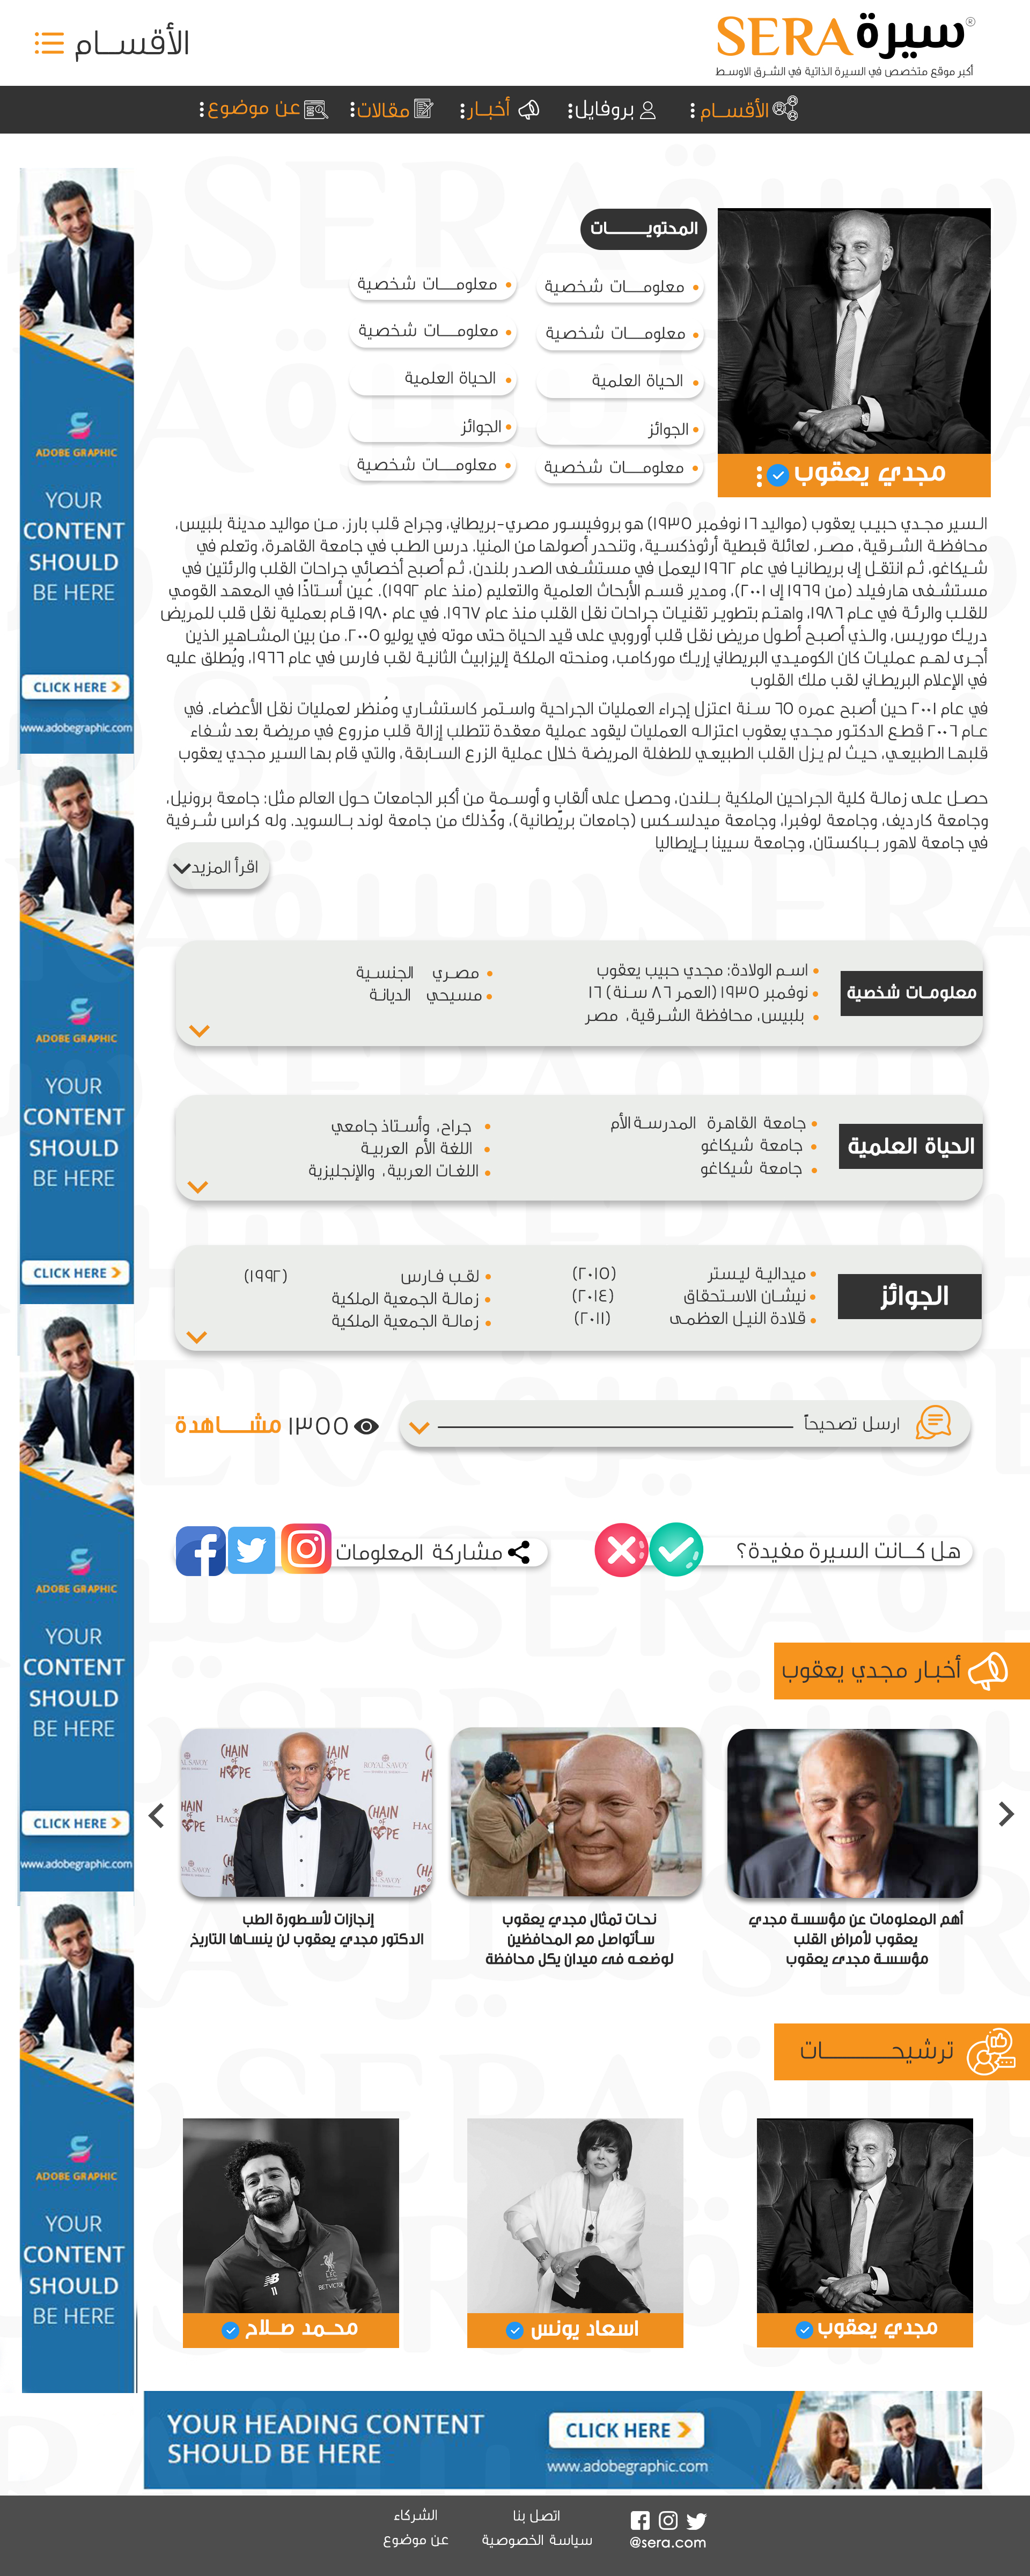 سيرة SERA®
أكبر موقع متخصص في السيرة الذاتية في الشرق الاوسط
الأقسام
الأقسام
بروفايل
أخبار
مقالات
عن موضوع
المحتويات
معلومات شخصية
معلومات شخصية
معلومات شخصية
معلومات شخصية
الحياة العلمية
الحياة العلمية
الجوائز
الجوائز
معلومات شخصية
معلومات شخصية
مجدي يعقوب
السير مجدي حبيب يعقوب (مواليد ١٦ نوفمبر ١٩٣٥) هو بروفيسور مصري-بريطاني، وجراح قلب بارز. من مواليد مدينة بلبيس،
محافظة الشرقية، مصر، لعائلة قبطية أرثوذكسية، وتنحدر أصولها من المنيا. درس الطب في جامعة القاهرة، وتعلم في
شيكاغو، ثم انتقل إلى بريطانيا في عام ١٩٦٢ ليعمل في مستشفى الصدر بلندن، ثم أصبح أخصائي جراحات القلب والرئتين في
مستشفى هارفيلد (من ١٩٦٩ إلى ٢٠٠١)، ومدير قسم الأبحاث العلمية والتعليم (منذ عام ١٩٩٢). عُين أستاذًا في المعهد القومي
للقلب والرئة في عام ١٩٨٦، واهتم بتطوير تقنيات جراحات نقل القلب منذ عام ١٩٦٧. في عام ١٩٨٠ قام بعملية نقل قلب للمريض
دريك موريس، والذي أصبح أطول مريض نقل قلب أوروبي على قيد الحياة حتى موته في يوليو ٢٠٠٥. من بين المشاهير الذين
أجرى لهم عمليات كان الكوميدي البريطاني إريك موركامب، ومنحته الملكة إليزابيث الثانية لقب فارس في عام ١٩٦٦، ويُطلق عليه
في الإعلام البريطاني لقب ملك القلوب
في عام ٢٠٠١ حين أصبح عمره ٦٥ سنة اعتزل إجراء العمليات الجراحية واستمر كاستشاري ومُنظر لعمليات نقل الأعضاء. في
عام ٢٠٠٦ قطع الدكتور مجدي يعقوب اعتزاله العمليات ليقود عملية معقدة تتطلب إزالة قلب مزروع في مريضة بعد شفاء
قلبها الطبيعي، حيث لم يزل القلب الطبيعي للطفلة المريضة خلال عملية الزرع السابقة، والتي قام بها السير مجدي يعقوب
حصل على زمالة كلية الجراحين الملكية بلندن، وحصل على ألقاب و أوسمة من أكبر الجامعات حول العالم مثل: جامعة برونيل،
وجامعة كارديف، وجامعة لوفبرا، وجامعة ميدلسكس (جامعات بريطانية)، وكذلك من جامعة لوند بالسويد. وله كراس شرفية
في جامعة لاهور بباكستان، وجامعة سيينا بإيطاليا
اقرأ المزيد
معلومات شخصية
اسم الولادة: مجدي حبيب يعقوب
نوفمبر ١٩٣٥ (العمر ٨٦ سنة) ١٦
بلبيس، محافظة الشرقية، مصر
مصري الجنسية
مسيحي الديانة
الحياة العلمية
جامعة القاهرة المدرسة الأم
جامعة شيكاغو
جامعة شيكاغو
جراح، وأستاذ جامعي
اللغة الأم العربية
اللغات العربية، والإنجليزية
الجوائز
ميدالية ليستر (٢٠١٥)
نيشان الاستحقاق (٢٠١٤)
قلادة النيل العظمى (٢٠١١)
لقب فارس (١٩٩٢)
زمالة الجمعية الملكية
زمالة الجمعية الملكية
ارسل تصحيحاً
١٣٥٥ مشاهدة
هل كانت السيرة مفيدة؟
مشاركة المعلومات
أخبار مجدي يعقوب
CHAIN OF HOPE
ROYAL SAVOY
أهم المعلومات عن مؤسسة مجدي
يعقوب لأمراض القلب
مؤسسة مجدى يعقوب
نحات تمثال مجدي يعقوب
سأتواصل مع المحافظين
لوضعه فى ميدان يكل محافظة
إنجازات لأسطورة الطب
الدكتور مجدي يعقوب لن ينساها التاريخ
ترشيحات
مجدي يعقوب
اسعاد يونس
محمد صلاح
ADOBE GRAPHIC
YOUR
CONTENT
SHOULD
BE HERE
CLICK HERE
www.adobegraphic.com
ADOBE GRAPHIC
YOUR
CONTENT
SHOULD
BE HERE
CLICK HERE
ADOBE GRAPHIC
YOUR
CONTENT
SHOULD
BE HERE
CLICK HERE
www.adobegraphic.com
ADOBE GRAPHIC
YOUR
CONTENT
SHOULD
BE HERE
YOUR HEADING CONTENT
SHOULD BE HERE
CLICK HERE
www.adobegraphic.com
@sera.com
اتصل بنا
سياسة الخصوصية
الشركاء
عن موضوع